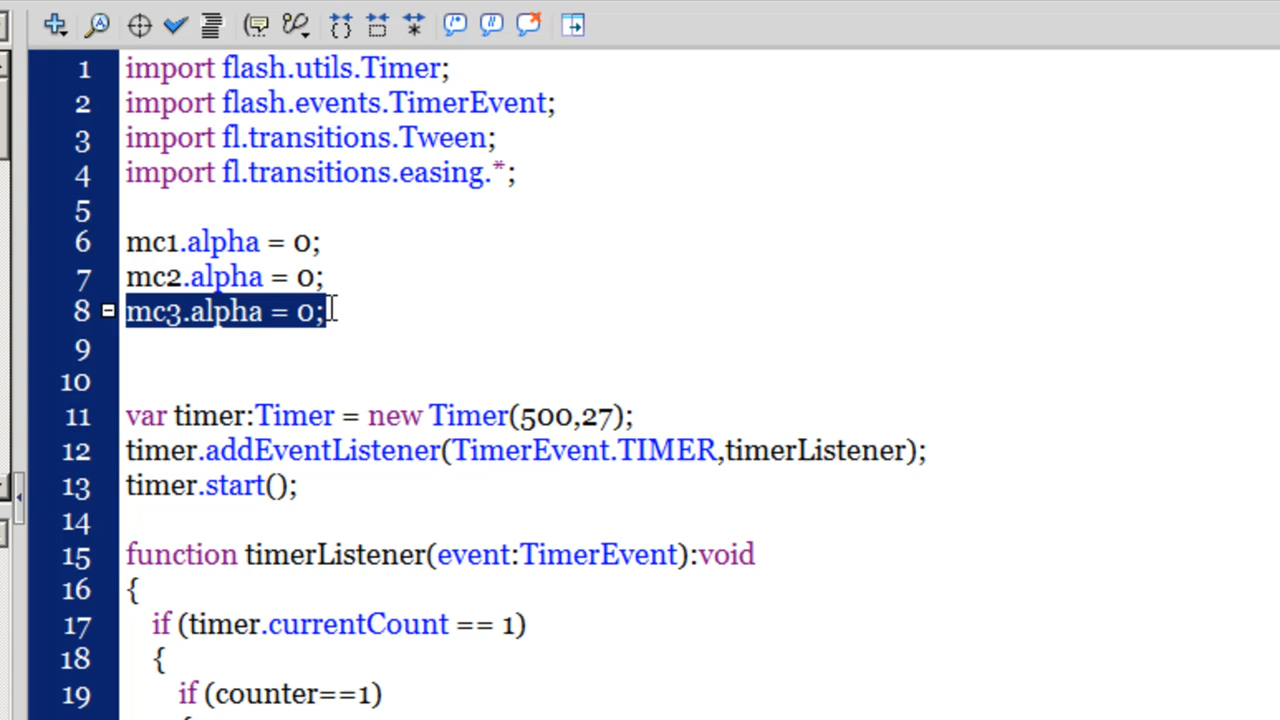 1 import flash.utils.Timer;
2 import flash.events.TimerEvent;
3 import fl.transitions.Tween;
4 import fl.transitions.easing.*;
5
6 mc1.alpha = 0;
7 mc2.alpha = 0;
8 mc3.alpha = 0;
9
10
11 var timer:Timer = new Timer(500,27);
12 timer.addEventListener(TimerEvent.TIMER,timerListener);
13 timer.start();
14
15 function timerListener(event:TimerEvent):void
16 {
17 if (timer.currentCount == 1)
18 {
19 if (counter==1)
{